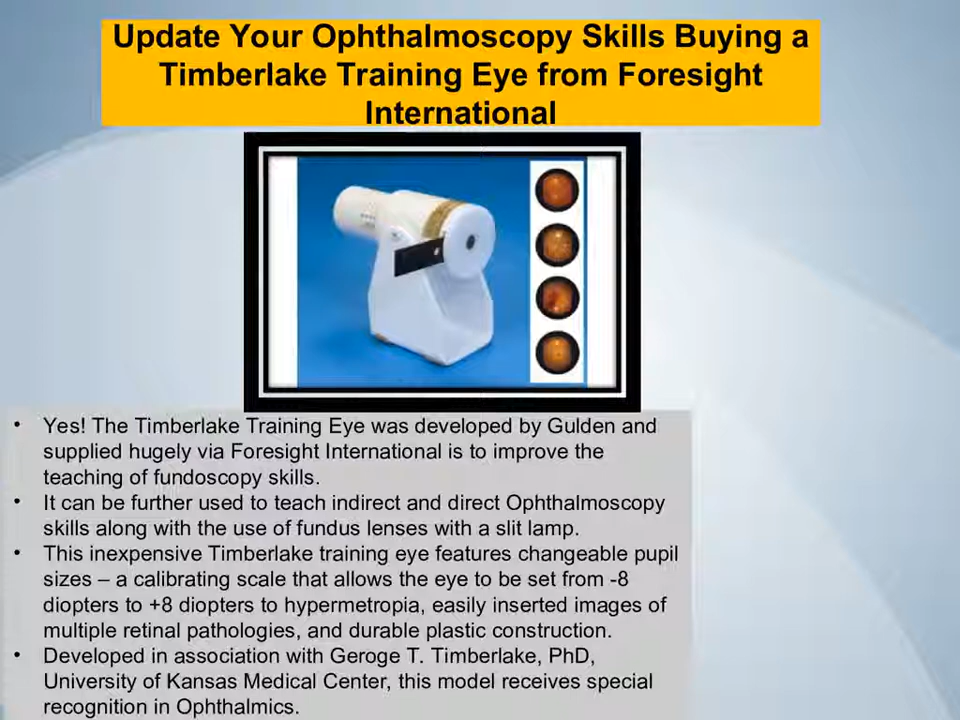 Update Your Ophthalmoscopy Skills Buying a
Timberlake Training Eye from Foresight
International
• Yes! The Timberlake Training Eye was developed by Gulden and
supplied hugely via Foresight International is to improve the
teaching of fundoscopy skills.
• It can be further used to teach indirect and direct Ophthalmoscopy
skills along with the use of fundus lenses with a slit lamp.
• This inexpensive Timberlake training eye features changeable pupil
sizes – a calibrating scale that allows the eye to be set from -8
diopters to +8 diopters to hypermetropia, easily inserted images of
multiple retinal pathologies, and durable plastic construction.
• Developed in association with Geroge T. Timberlake, PhD,
University of Kansas Medical Center, this model receives special
recognition in Ophthalmics.